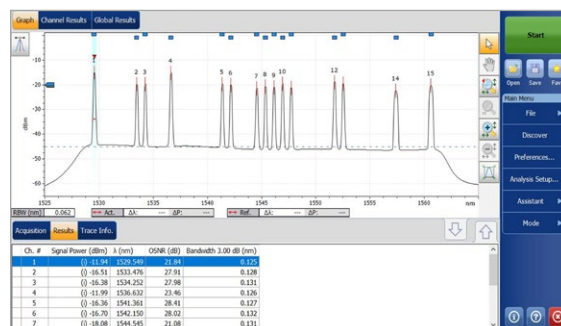 Graph Channel Results Global Results
Start
Open Save Fav
Main Menu
File
Discover
Preferences...
Analysis Setup...
Assistant
Mode
-10
-20
-30
-40
-50
-60
dBm
2 3 4 5 6 7 8 9 10 12 14 15
1525 1530 1535 1540 1545 1550 1555 1560 nm
RBW (nm) 0.062 Act. Δλ: --- ΔP: --- Ref. Δλ: --- ΔP: ---
Acquisition Results Trace Info.
Ch. # Signal Power (dBm) λ (nm) OSNR (dB) Bandwidth 3.00 dB (nm)
1 (i) -11.94 1529.549 21.84 0.125
2 (i) -16.51 1533.476 27.91 0.128
3 (i) -16.38 1534.252 27.98 0.131
4 (i) -11.99 1536.632 23.46 0.126
5 (i) -16.36 1541.361 28.41 0.127
6 (i) -16.70 1542.150 28.02 0.132
7 (i) -18.08 1544.545 21.08 0.131